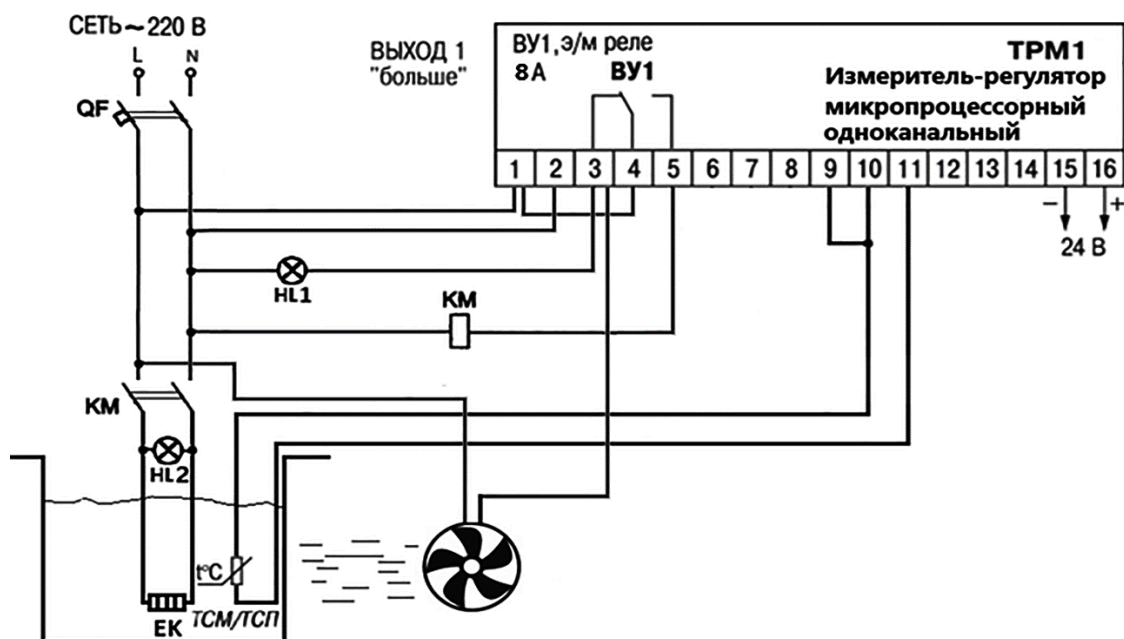 СЕТЬ ~ 220 В
L N
QF
ВЫХОД 1
"больше"
ВУ1, э/м реле
8 А
ВУ1
ТРМ1
Измеритель-регулятор
микропроцессорный
одноканальный
1 2 3 4 5 6 7 8 9 10 11 12 13 14 15 16
− +
24 В
HL1
КМ
КМ
HL2
t°C
ТСМ/ТСП
ЕК